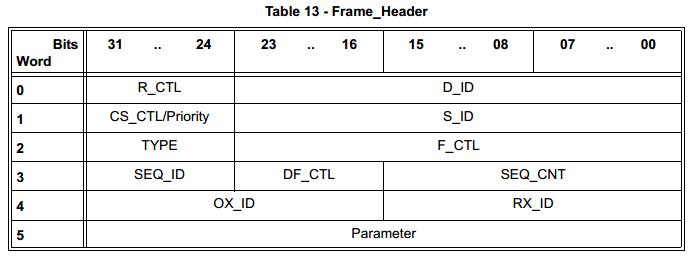 Table 13 - Frame_Header
Bits 31 .. 24 23 .. 16 15 .. 08 07 .. 00
Word
0 R_CTL D_ID
1 CS_CTL/Priority S_ID
2 TYPE F_CTL
3 SEQ_ID DF_CTL SEQ_CNT
4 OX_ID RX_ID
5 Parameter